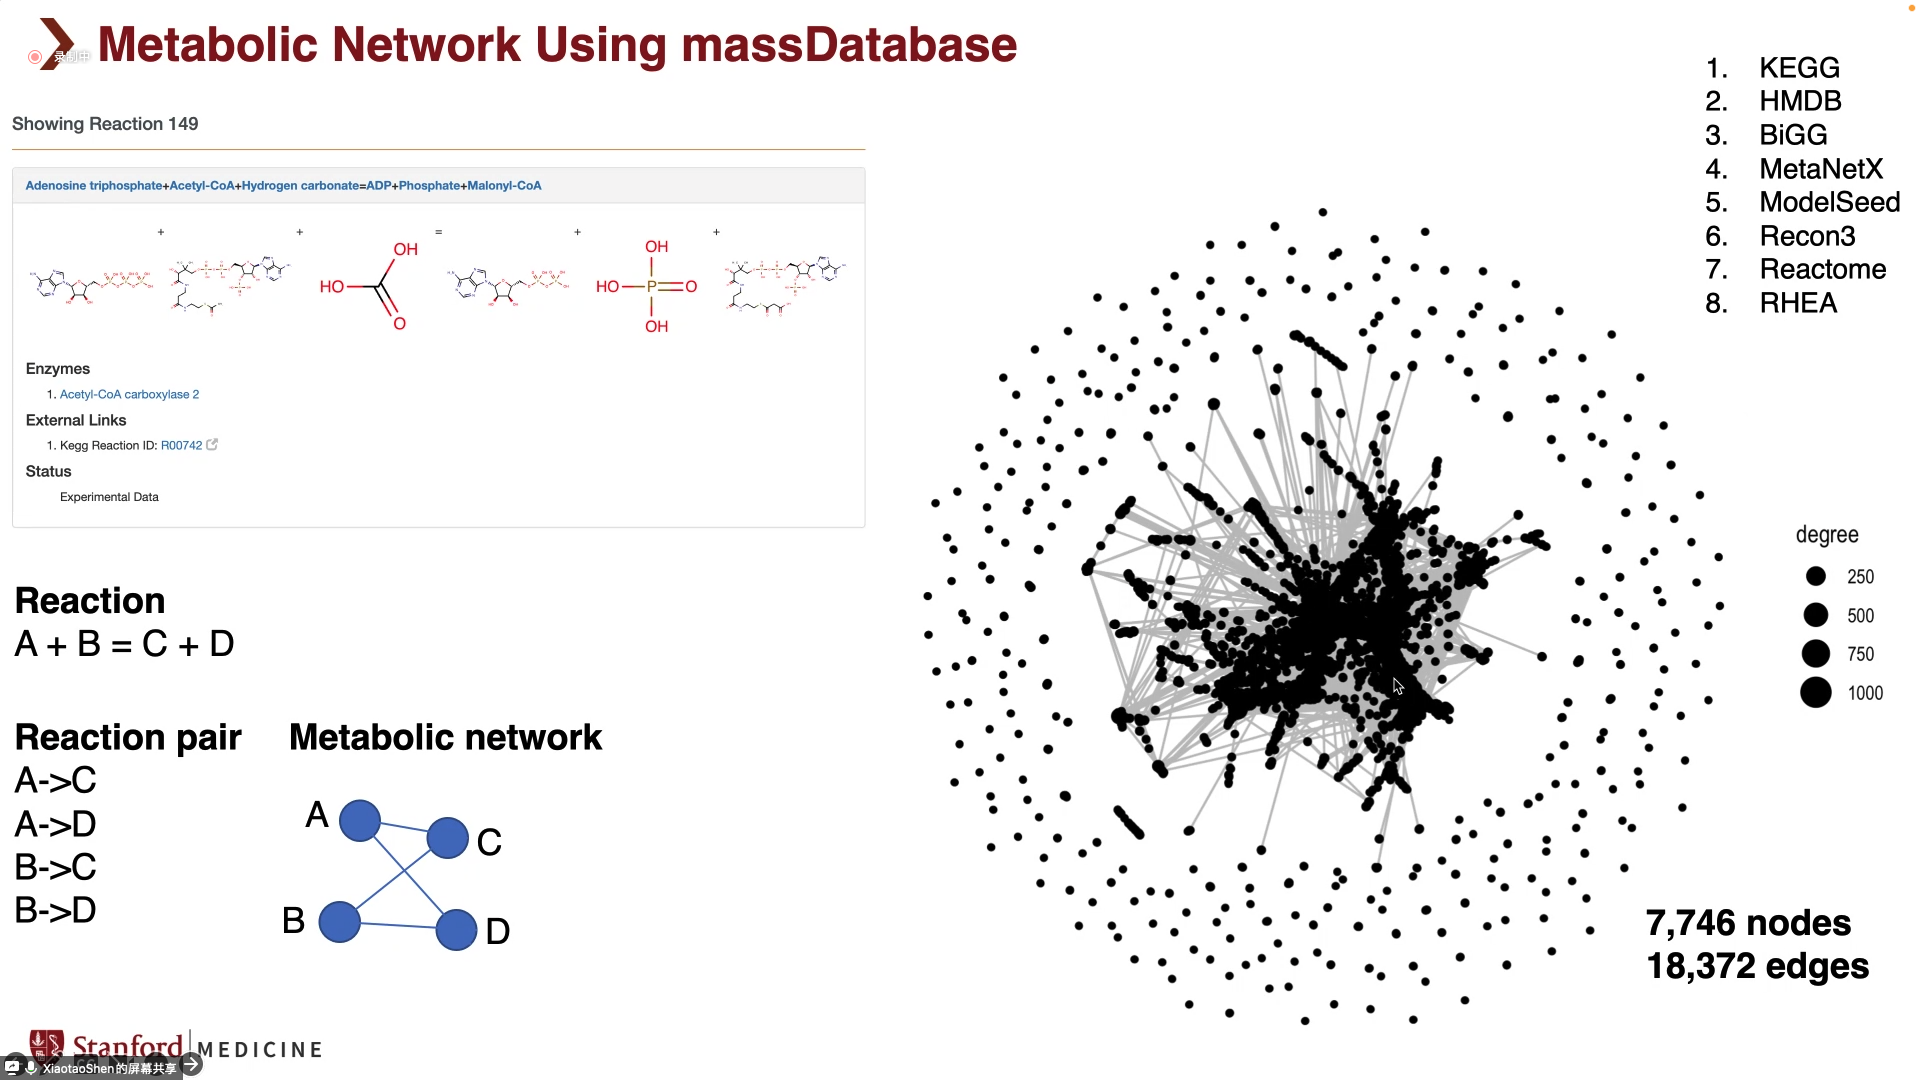 Metabolic Network Using massDatabase
录制中
Showing Reaction 149
Adenosine triphosphate+Acetyl-CoA+Hydrogen carbonate=ADP+Phosphate+Malonyl-CoA
+ + = + +
OH
HO
O
OH
HO P O
OH
Enzymes
1. Acetyl-CoA carboxylase 2
External Links
1. Kegg Reaction ID: R00742
Status
Experimental Data
Reaction
A + B = C + D
Reaction pair
A->C
A->D
B->C
B->D
Metabolic network
A
C
B
D
1. KEGG
2. HMDB
3. BiGG
4. MetaNetX
5. ModelSeed
6. Recon3
7. Reactome
8. RHEA
degree
250
500
750
1000
7,746 nodes
18,372 edges
Stanford MEDICINE
XiaotaoShen的屏幕共享